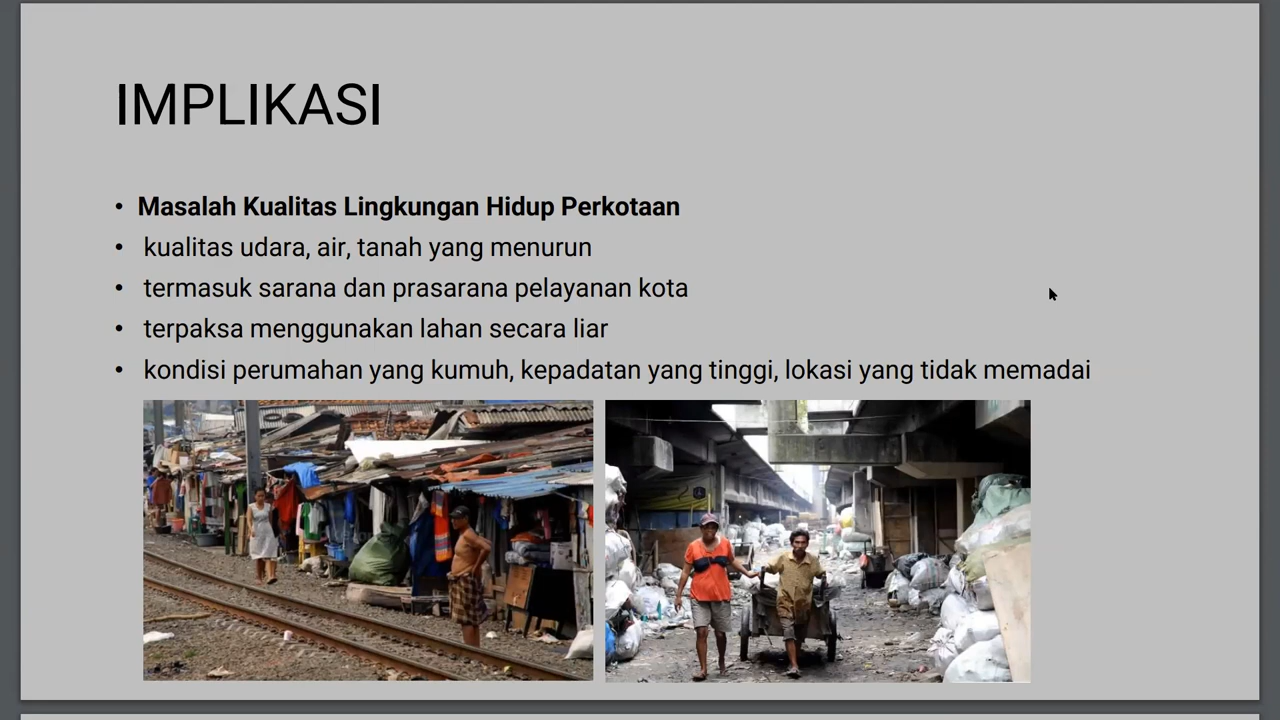 IMPLIKASI
• Masalah Kualitas Lingkungan Hidup Perkotaan
• kualitas udara, air, tanah yang menurun
• termasuk sarana dan prasarana pelayanan kota
• terpaksa menggunakan lahan secara liar
• kondisi perumahan yang kumuh, kepadatan yang tinggi, lokasi yang tidak memadai